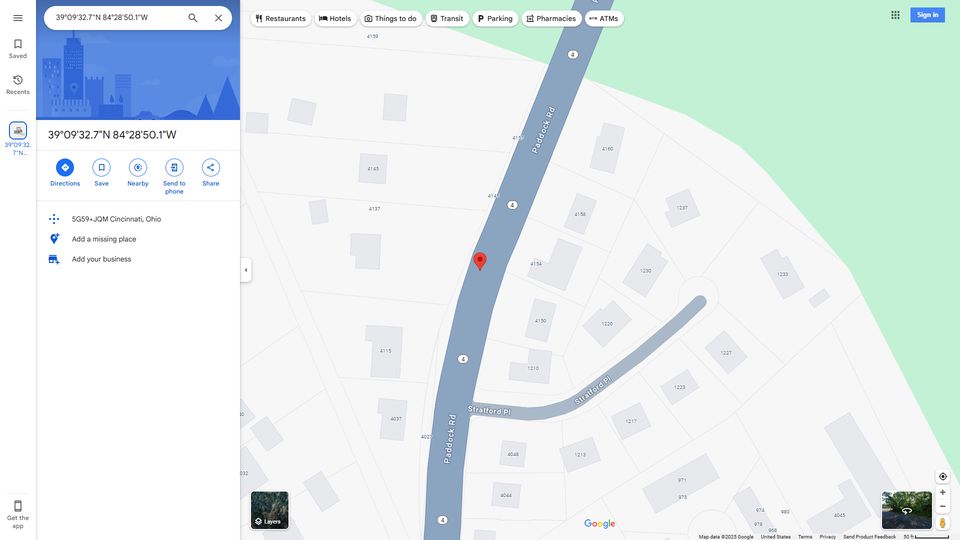 39°09'32.7"N 84°28'50.1"W
Restaurants
Hotels
Things to do
Transit
Parking
Pharmacies
ATMs
Sign in
Saved
Recents
39°09'32.
7"N...
39°09'32.7"N 84°28'50.1"W
Directions
Save
Nearby
Send to
phone
Share
5G59+JQM Cincinnati, Ohio
Add a missing place
Add your business
Get the
app
4159
4
Paddock Rd
4160
4145
4137
4
4158
1237
4154
1230
1233
4150
1220
4115
4
1210
1227
1223
Stratford Pl
Stratford Pl
4037
1217
Paddock Rd
4048
1213
971
973
4044
974
980
978
968
4045
4
Layers
Google
Map data ©2025 Google
United States
Terms
Privacy
Send Product Feedback
50 ft